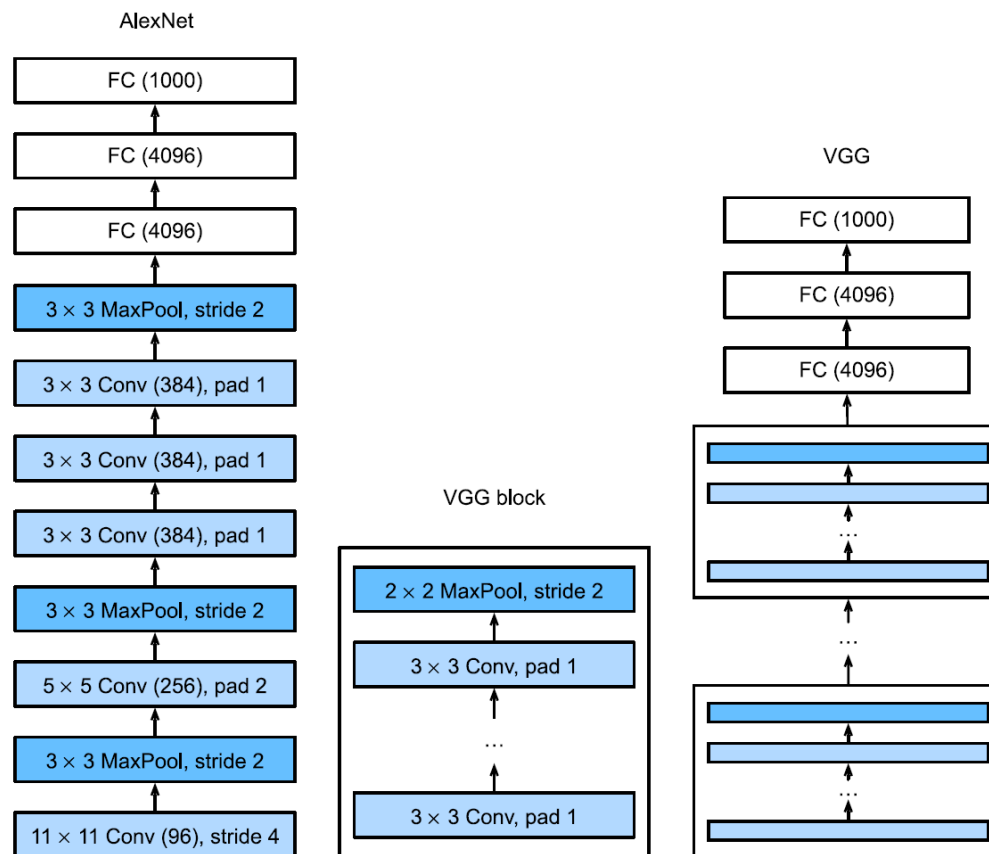 AlexNet
FC (1000)
FC (4096)
FC (4096)
3 × 3 MaxPool, stride 2
3 × 3 Conv (384), pad 1
3 × 3 Conv (384), pad 1
3 × 3 Conv (384), pad 1
3 × 3 MaxPool, stride 2
5 × 5 Conv (256), pad 2
3 × 3 MaxPool, stride 2
11 × 11 Conv (96), stride 4
VGG block
2 × 2 MaxPool, stride 2
3 × 3 Conv, pad 1
...
3 × 3 Conv, pad 1
VGG
FC (1000)
FC (4096)
FC (4096)
...
...
...